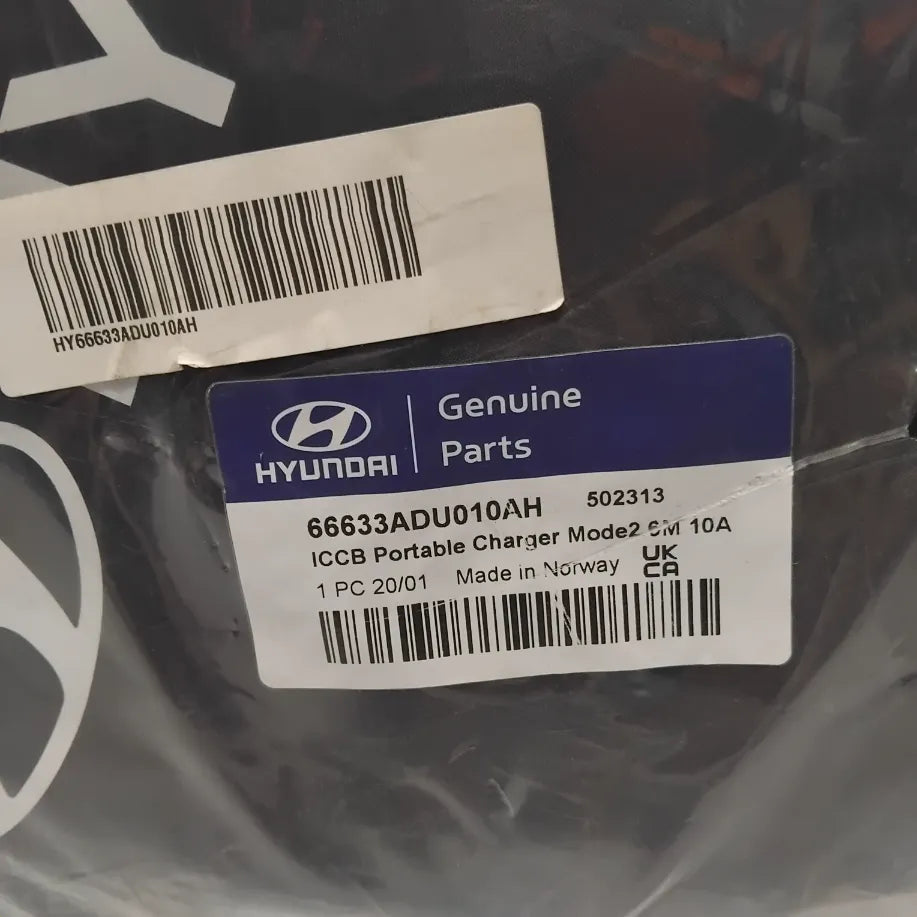 Y
HY66633ADU010AH
HYUNDAI
Genuine
Parts
66633ADU010AH 502313
ICCB Portable Charger Mode2 6M 10A
1 PC 20/01 Made in Norway UK
CA